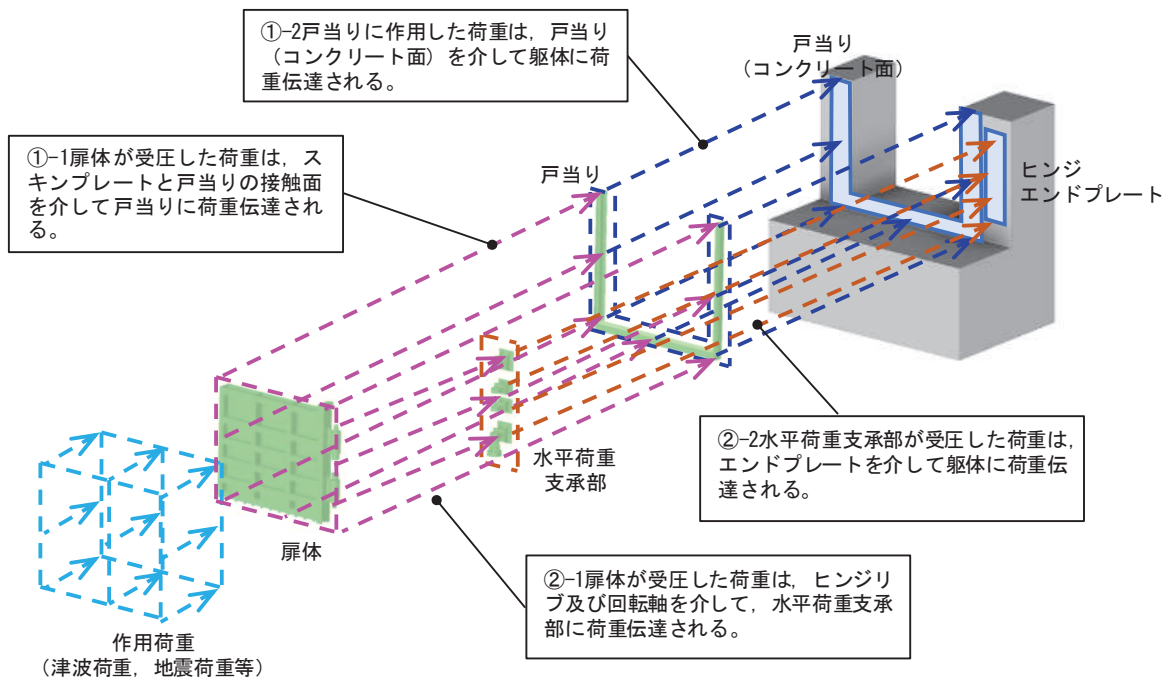 ①-2戸当りに作用した荷重は，戸当り
（コンクリート面）を介して躯体に荷
重伝達される。
戸当り
（コンクリート面）
①-1扉体が受圧した荷重は，ス
キンプレートと戸当りの接触面
を介して戸当りに荷重伝達され
る。
戸当り
ヒンジ
エンドプレート
水平荷重
支承部
②-2水平荷重支承部が受圧した荷重は，
エンドプレートを介して躯体に荷重伝
達される。
扉体
②-1扉体が受圧した荷重は，ヒンジリ
ブ及び回転軸を介して，水平荷重支承
部に荷重伝達される。
作用荷重
（津波荷重，地震荷重等）